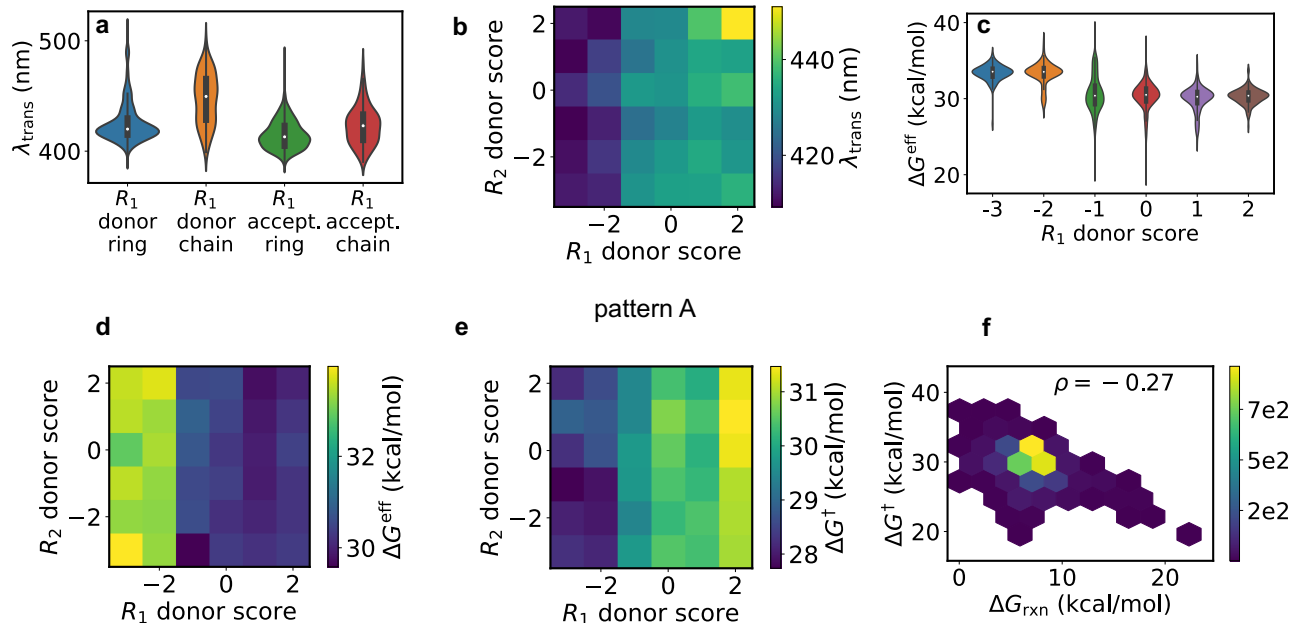 a
500
400
λtrans (nm)
R1 donor ring
R1 donor chain
R1 accept. ring
R1 accept. chain
b
2
0
−2
R2 donor score
−2 0 2
R1 donor score
440
420
λtrans (nm)
c
40
30
20
ΔG^eff (kcal/mol)
-3 -2 -1 0 1 2
R1 donor score
pattern A
d
2
0
−2
R2 donor score
−2 0 2
R1 donor score
32
30
ΔG^eff (kcal/mol)
e
2
0
−2
R2 donor score
−2 0 2
R1 donor score
31
30
29
28
ΔG† (kcal/mol)
f
ρ = −0.27
40
30
20
ΔG† (kcal/mol)
0 10 20
ΔGrxn (kcal/mol)
7e2
5e2
2e2